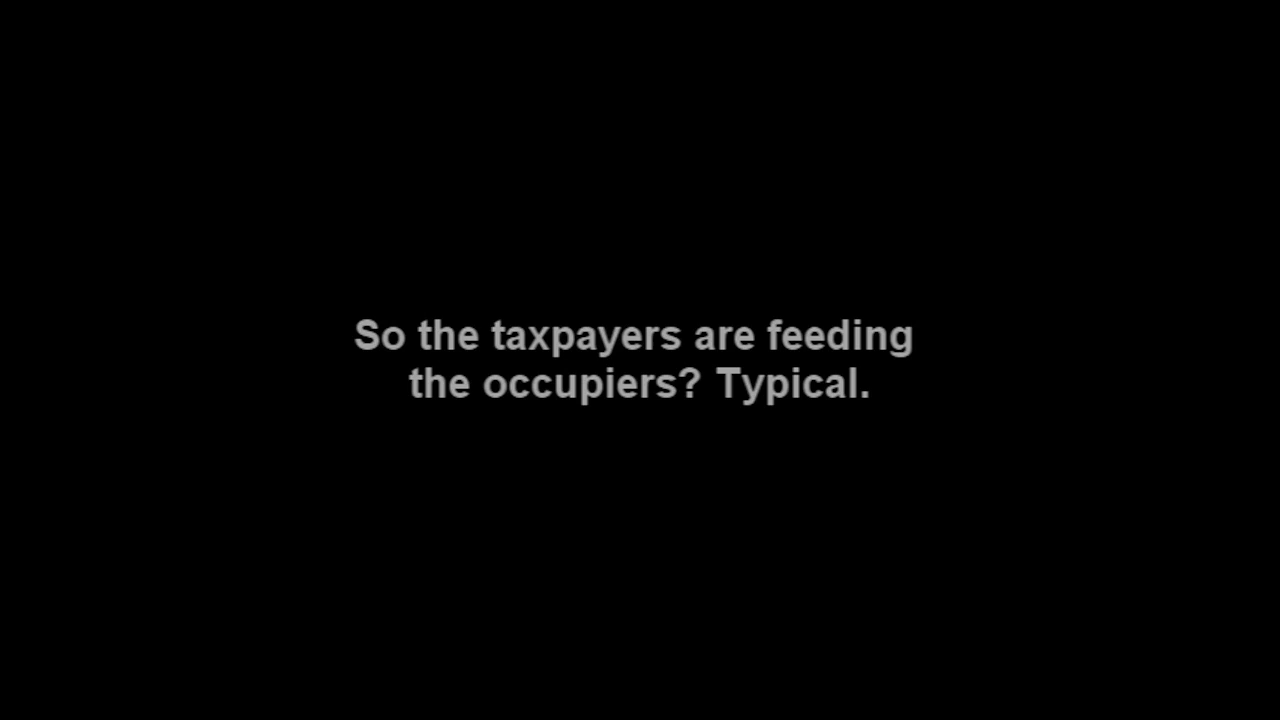 So the taxpayers are feeding
the occupiers? Typical.